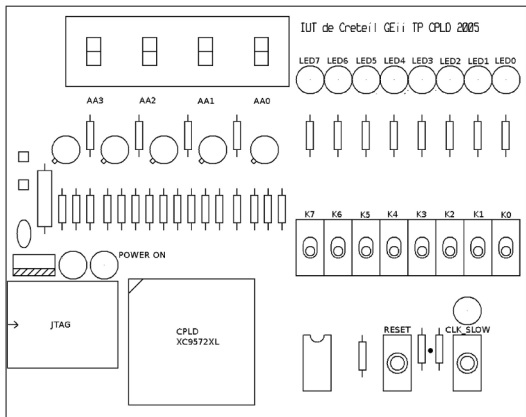 IUT de Creteil GEii TP CPLD 2005
LED7 LED6 LED5 LED4 LED3 LED2 LED1 LED0
AA3 AA2 AA1 AA0
K7 K6 K5 K4 K3 K2 K1 K0
POWER ON
JTAG
CPLD
XC9572XL
RESET
CLK_SLOW